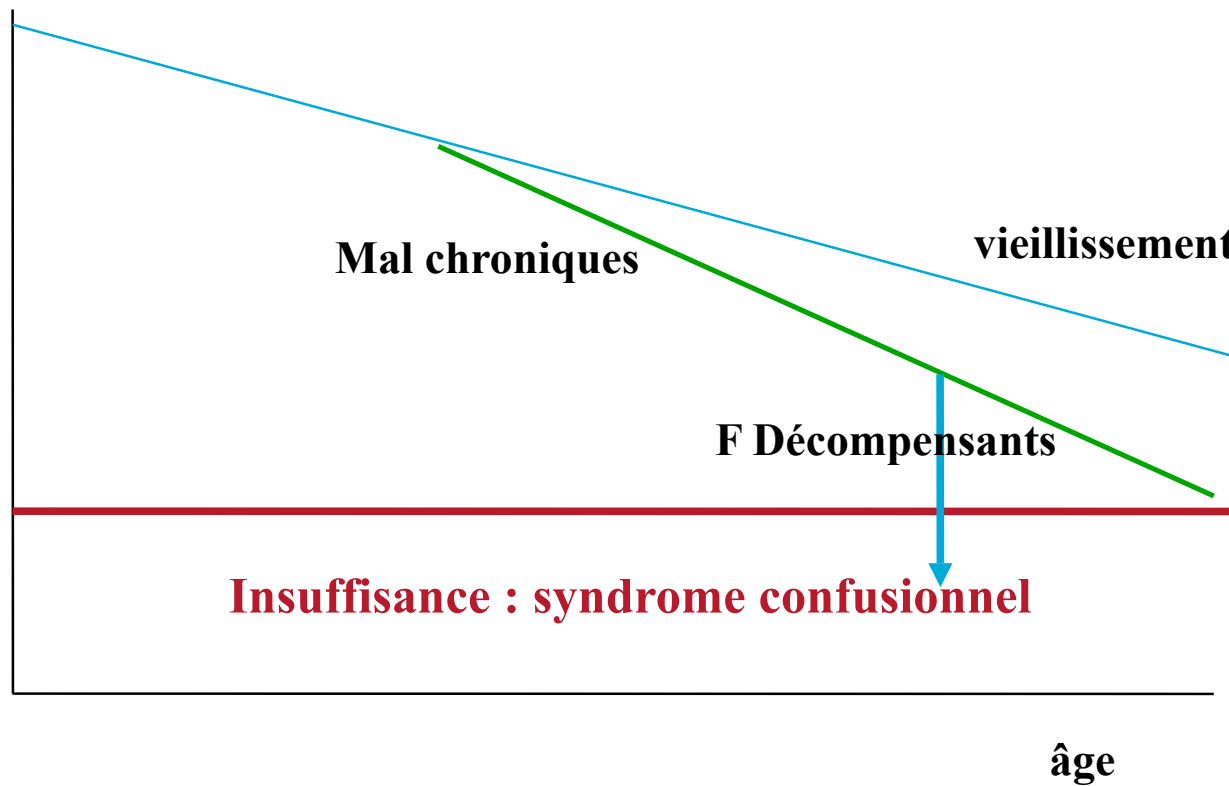 vieillissement
Mal chroniques
F Décompensants
Insuffisance : syndrome confusionnel
âge